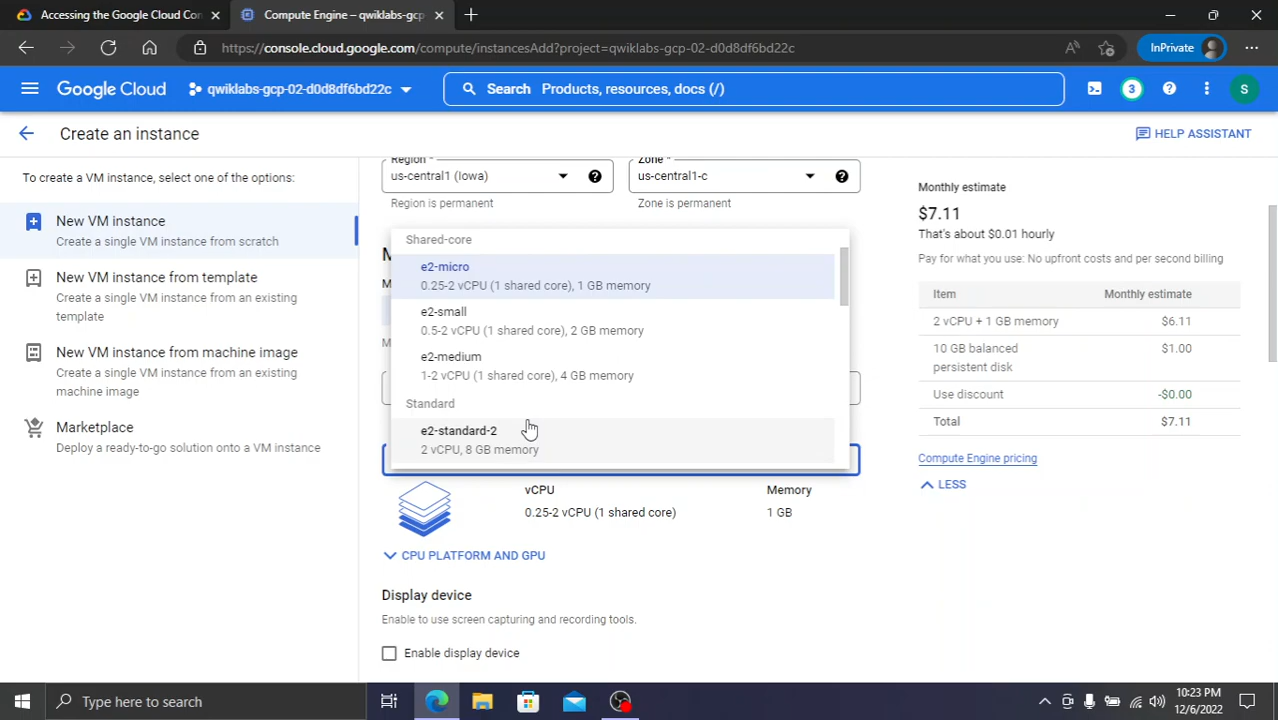 Accessing the Google Cloud Con
Compute Engine – qwiklabs-gcp
https://console.cloud.google.com/compute/instancesAdd?project=qwiklabs-gcp-02-d0d8df6bd22c
InPrivate
Google Cloud
qwiklabs-gcp-02-d0d8df6bd22c
Search Products, resources, docs (/)
3
S
Create an instance
HELP ASSISTANT
To create a VM instance, select one of the options:
New VM instance
Create a single VM instance from scratch
New VM instance from template
Create a single VM instance from an existing
template
New VM instance from machine image
Create a single VM instance from an existing
machine image
Marketplace
Deploy a ready-to-go solution onto a VM instance
Region *
us-central1 (Iowa)
Region is permanent
Zone *
us-central1-c
Zone is permanent
Shared-core
e2-micro
0.25-2 vCPU (1 shared core), 1 GB memory
e2-small
0.5-2 vCPU (1 shared core), 2 GB memory
e2-medium
1-2 vCPU (1 shared core), 4 GB memory
Standard
e2-standard-2
2 vCPU, 8 GB memory
vCPU
0.25-2 vCPU (1 shared core)
Memory
1 GB
CPU PLATFORM AND GPU
Display device
Enable to use screen capturing and recording tools.
Enable display device
Monthly estimate
$7.11
That's about $0.01 hourly
Pay for what you use: No upfront costs and per second billing
Item Monthly estimate
2 vCPU + 1 GB memory $6.11
10 GB balanced
persistent disk $1.00
Use discount -$0.00
Total $7.11
Compute Engine pricing
LESS
Type here to search
10:23 PM
12/6/2022